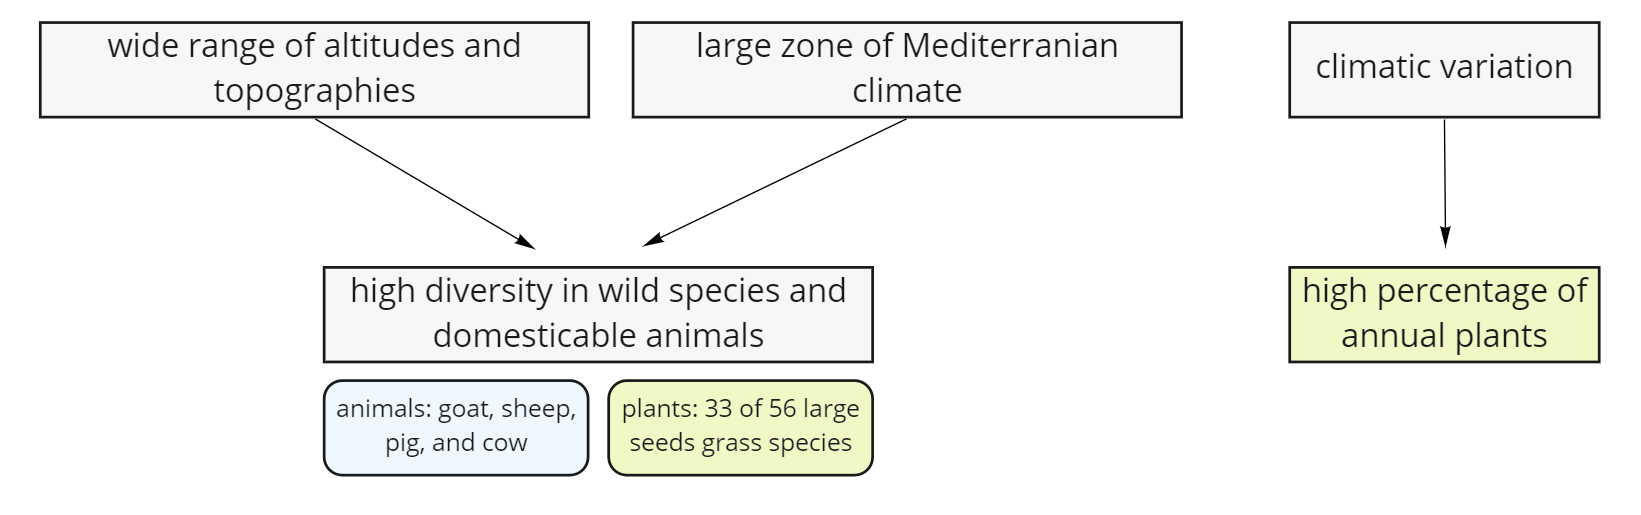 wide range of altitudes and
topographies
large zone of Mediterranian
climate
climatic variation
high diversity in wild species and
domesticable animals
high percentage of
annual plants
animals: goat, sheep,
pig, and cow
plants: 33 of 56 large
seeds grass species